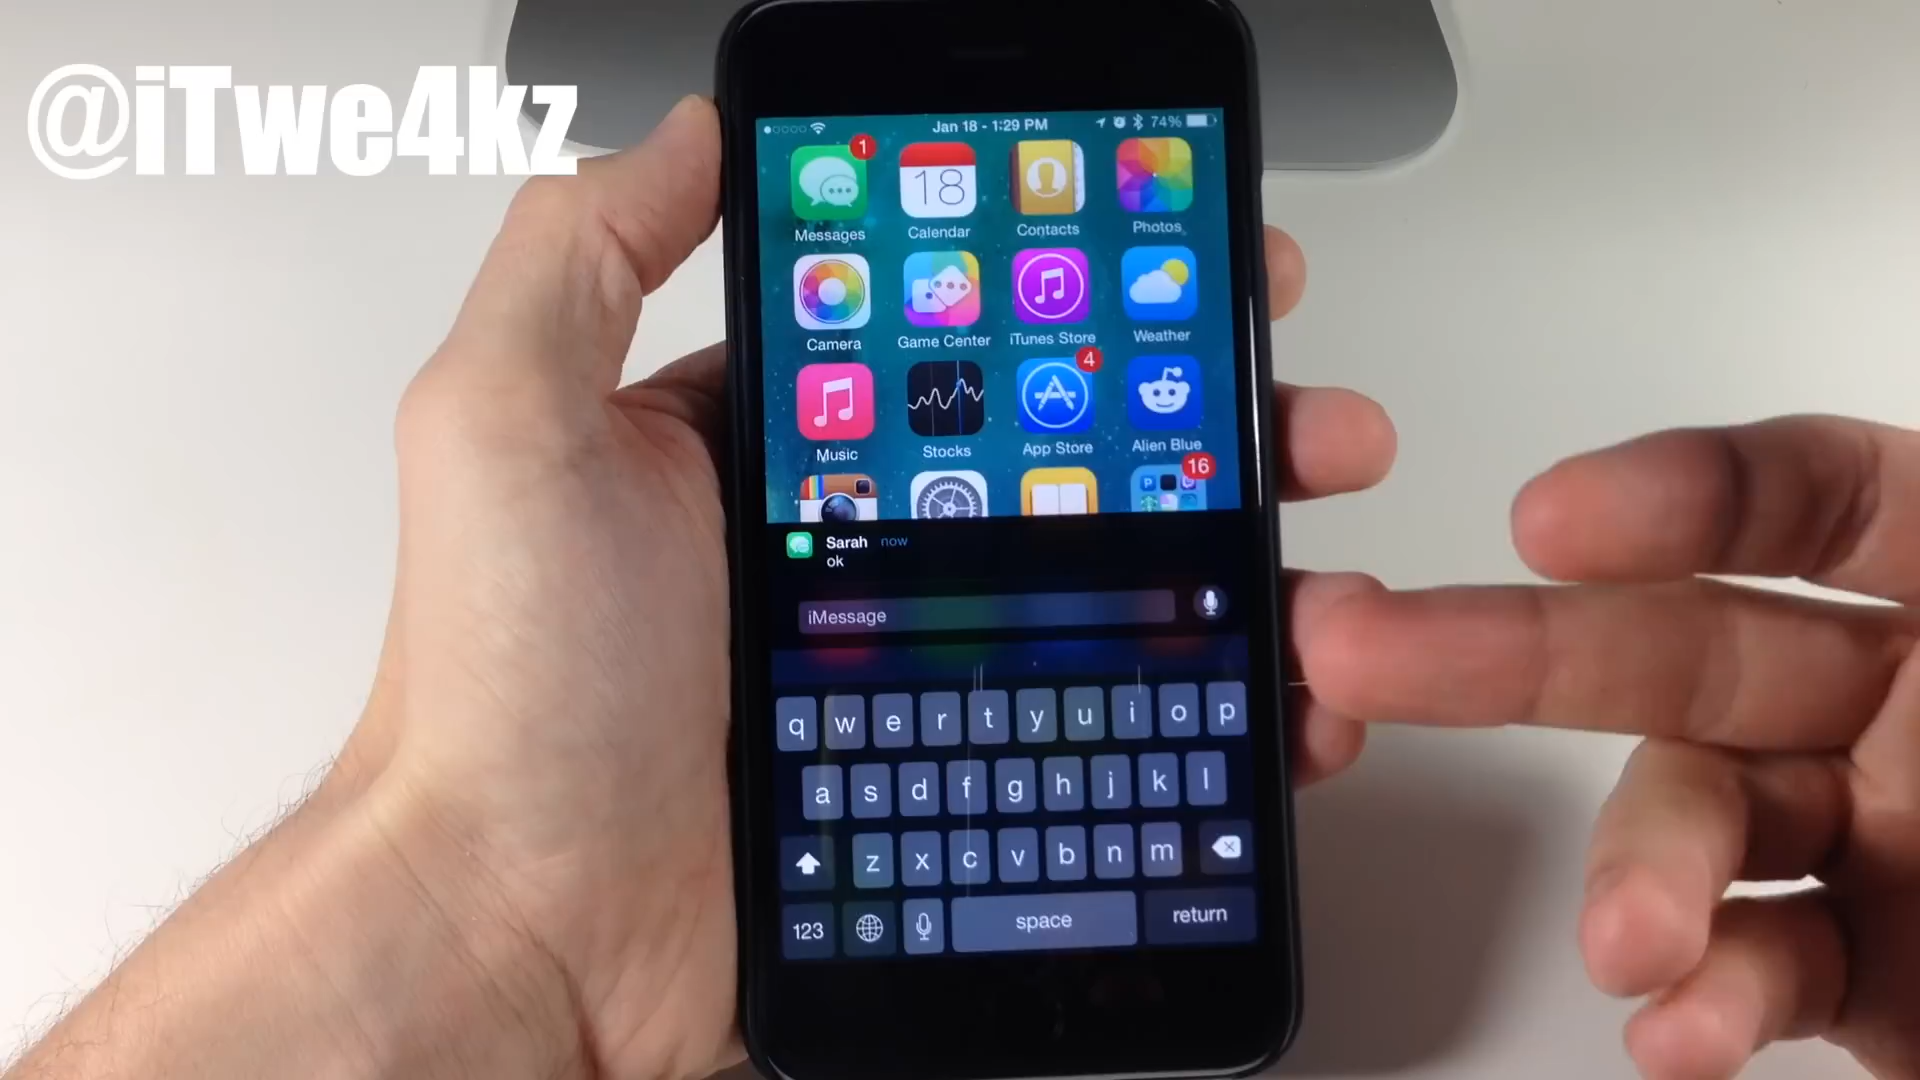 @iTwe4kz
Jan 18 - 1:29 PM
74%
1
18
Messages
Calendar
Contacts
Photos
Camera
Game Center
iTunes Store
Weather
4
Music
Stocks
App Store
Alien Blue
16
Sarah now
ok
iMessage
q w e r t y u i o p
a s d f g h j k l
z x c v b n m
123
space
return